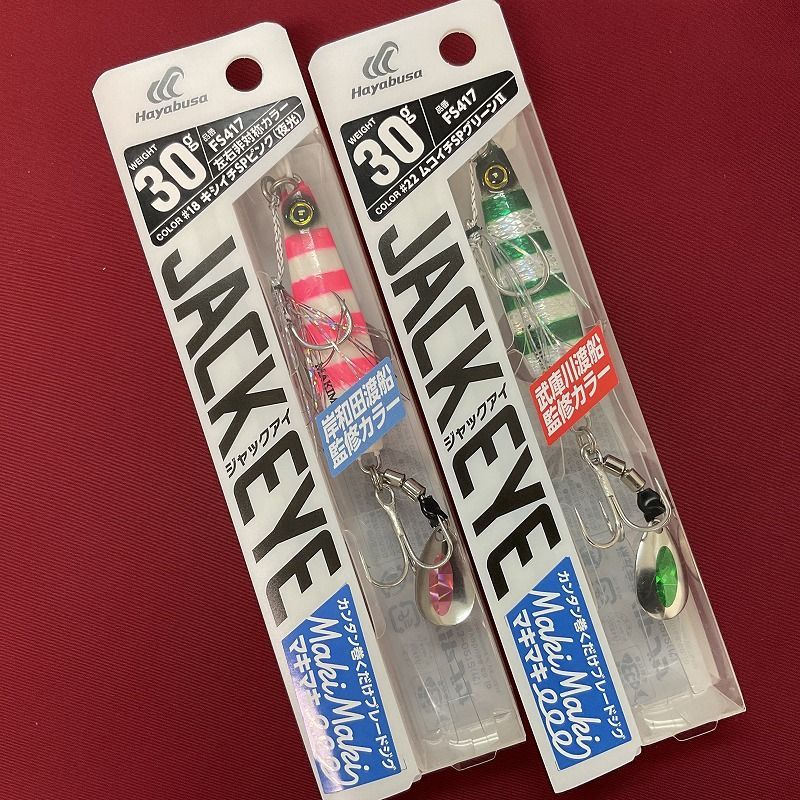 Hayabusa
WEIGHT
30g
品番
FS417
左右非対称カラー
COLOR #18 キシイチSPピンク(夜光)
JACK EYE
ジャックアイ
MAKIM
岸和田渡船
監修カラー
カンタン巻くだけブレードジグ
Maki Maki
マキマキ
Hayabusa
WEIGHT
30g
品番
FS417
COLOR #22 ムコイチSPグリーンⅡ
JACK EYE
ジャックアイ
武庫川渡船
監修カラー
カンタン巻くだけブレードジグ
Maki Maki
マキマキ